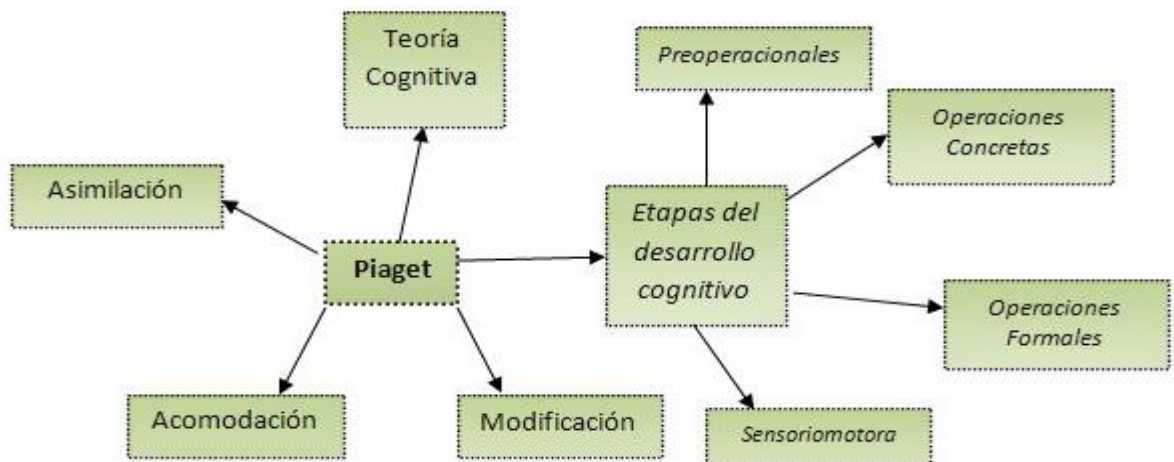 Teoría
Cognitiva
Preoperacionales
Operaciones
Concretas
Asimilación
Etapas del
desarrollo
cognitivo
Piaget
Operaciones
Formales
Acomodación
Modificación
Sensoriomotora